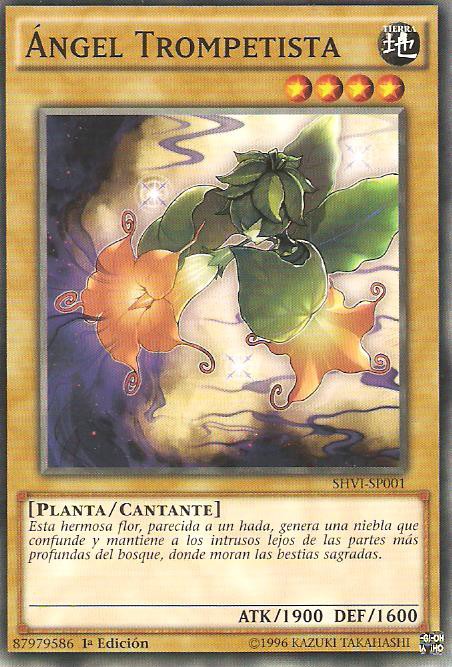 Ángel Trompetista
TIERRA
地
SHVI-SP001
[Planta/Cantante]
Esta hermosa flor, parecida a un hada, genera una niebla que
confunde y mantiene a los intrusos lejos de las partes más
profundas del bosque, donde moran las bestias sagradas.
ATK/1900 DEF/1600
87979586 1ª Edición ©1996 KAZUKI TAKAHASHI